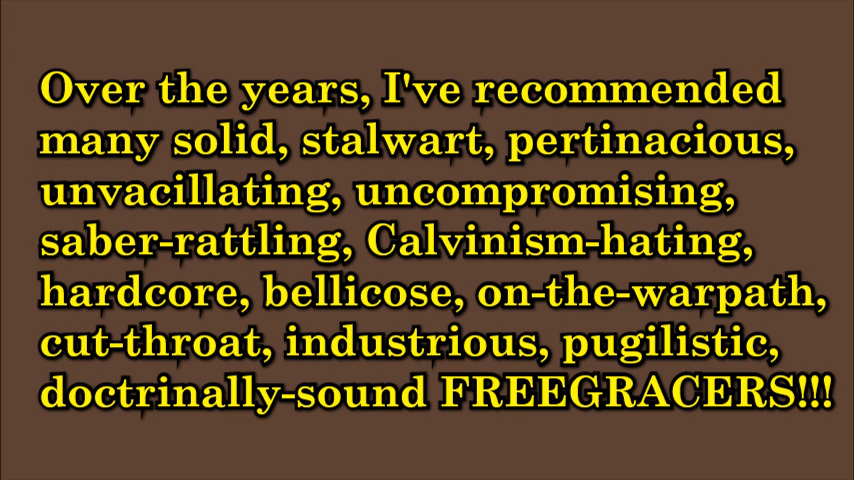 Over the years, I've recommended
many solid, stalwart, pertinacious,
unvacillating, uncompromising,
saber-rattling, Calvinism-hating,
hardcore, bellicose, on-the-warpath,
cut-throat, industrious, pugilistic,
doctrinally-sound FREEGRACERS!!!